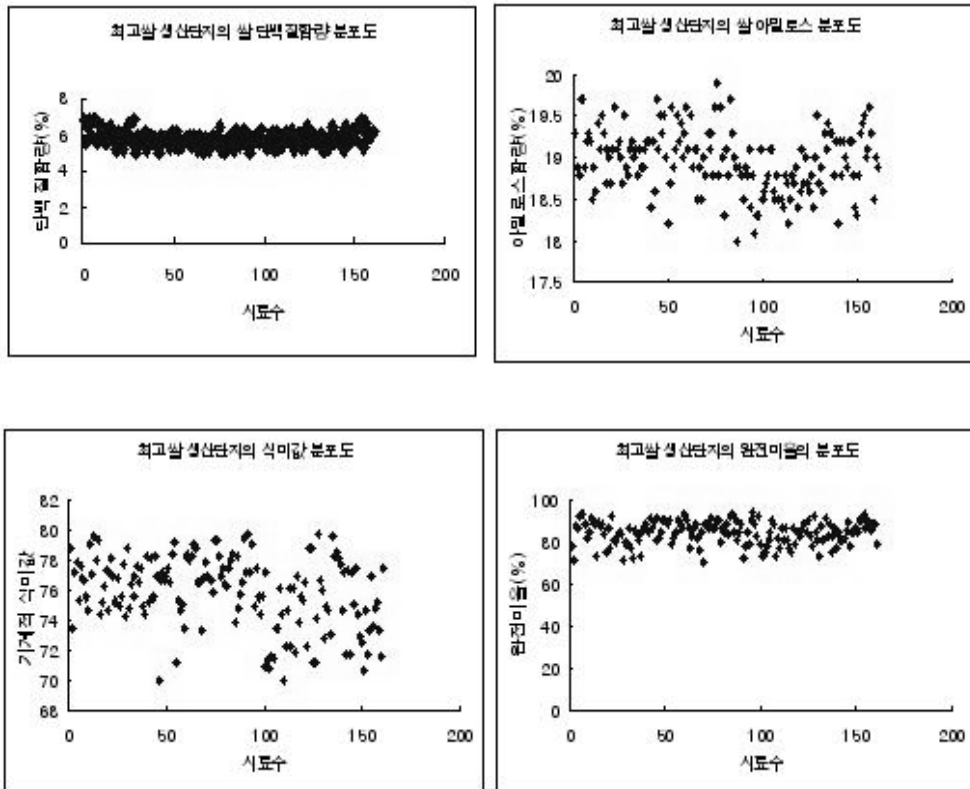 최고쌀 생산단지의 쌀 단백질함량 분포도
8
6
4
2
0
단백질함량(%)
0 50 100 150 200
시료수
최고쌀 생산단지의 쌀 아밀로스 분포도
20
19.5
19
18.5
18
17.5
아밀로스함량(%)
0 50 100 150 200
시료수
최고쌀 생산단지의 식미값 분포도
82
80
78
76
74
72
70
68
기계적 식미값
0 50 100 150 200
시료수
최고쌀 생산단지의 완전미율의 분포도
100
80
60
40
20
0
완전미율(%)
0 50 100 150 200
시료수